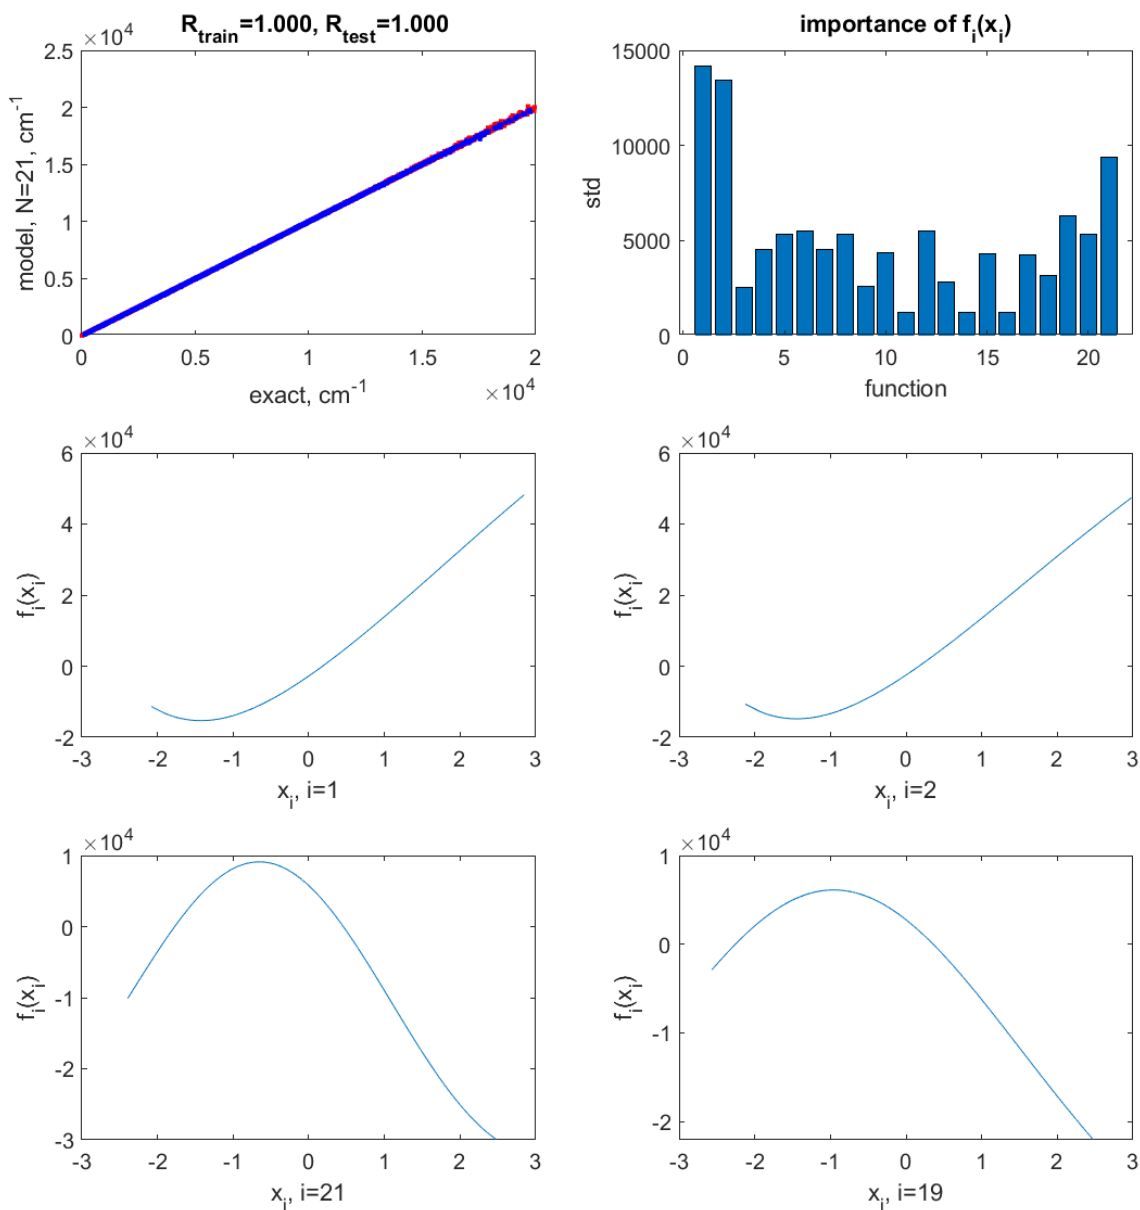 R_train=1.000, R_test=1.000
×10^4
2.5
2
1.5
1
0.5
0
model, N=21, cm^-1
0 0.5 1 1.5 2
×10^4
exact, cm^-1
importance of f_i(x_i)
15000
10000
5000
0
std
0 5 10 15 20
function
×10^4
6
4
2
0
-2
f_i(x_i)
-3 -2 -1 0 1 2 3
x_i, i=1
×10^4
6
4
2
0
-2
f_i(x_i)
-3 -2 -1 0 1 2 3
x_i, i=2
×10^4
1
0
-1
-2
-3
f_i(x_i)
-3 -2 -1 0 1 2 3
x_i, i=21
×10^4
1
0
-1
-2
f_i(x_i)
-3 -2 -1 0 1 2 3
x_i, i=19